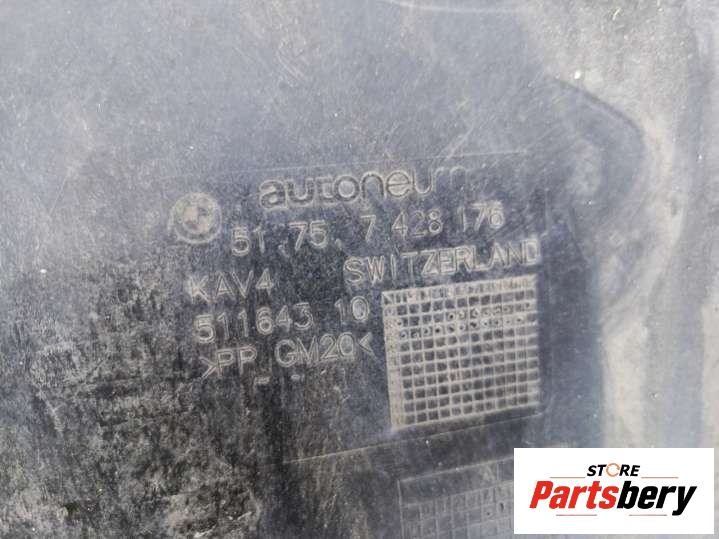 autoneum
51.75. 7 428 176
KAV4 SWITZERLAND
511643 10
>PP GM20<
STORE
Partsbery